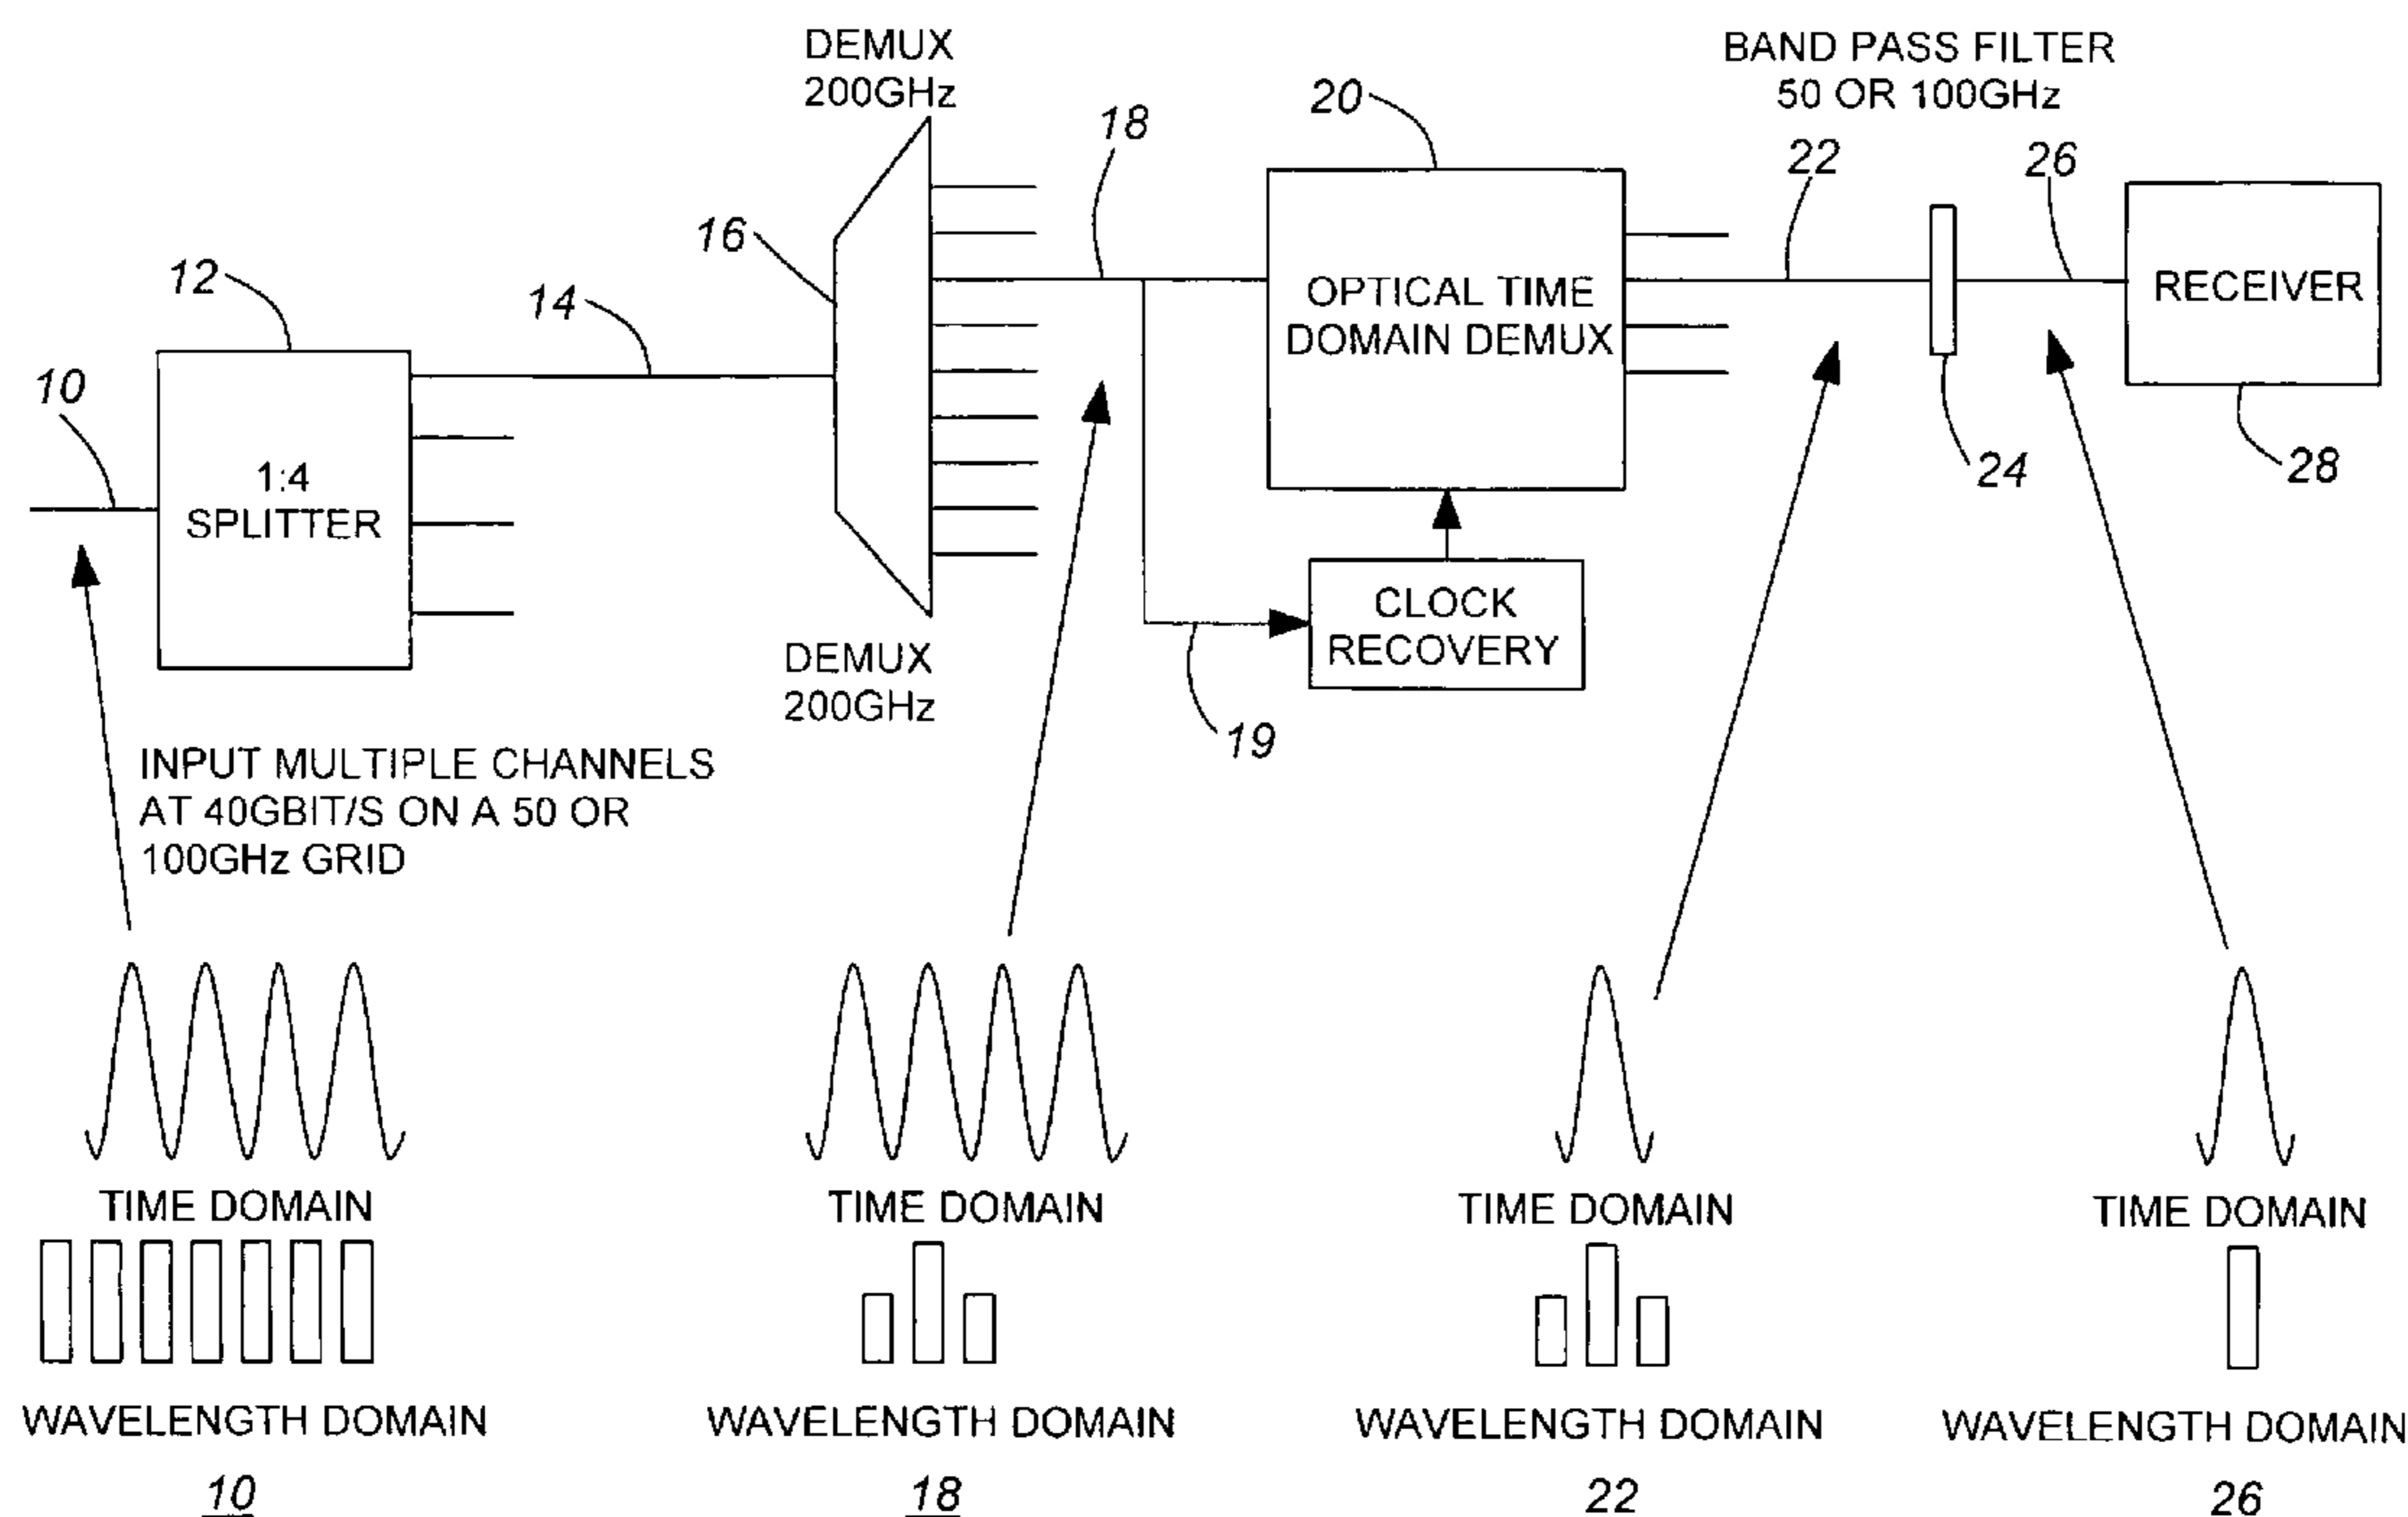 DEMUX
200GHz
BAND PASS FILTER
50 OR 100GHz
20
18
22
26
16
12
14
10
1:4
SPLITTER
OPTICAL TIME
DOMAIN DEMUX
RECEIVER
24
28
CLOCK
RECOVERY
19
DEMUX
200GHz
INPUT MULTIPLE CHANNELS
AT 40GBIT/S ON A 50 OR
100GHz GRID
TIME DOMAIN
TIME DOMAIN
TIME DOMAIN
TIME DOMAIN
WAVELENGTH DOMAIN
WAVELENGTH DOMAIN
WAVELENGTH DOMAIN
WAVELENGTH DOMAIN
10
18
22
26